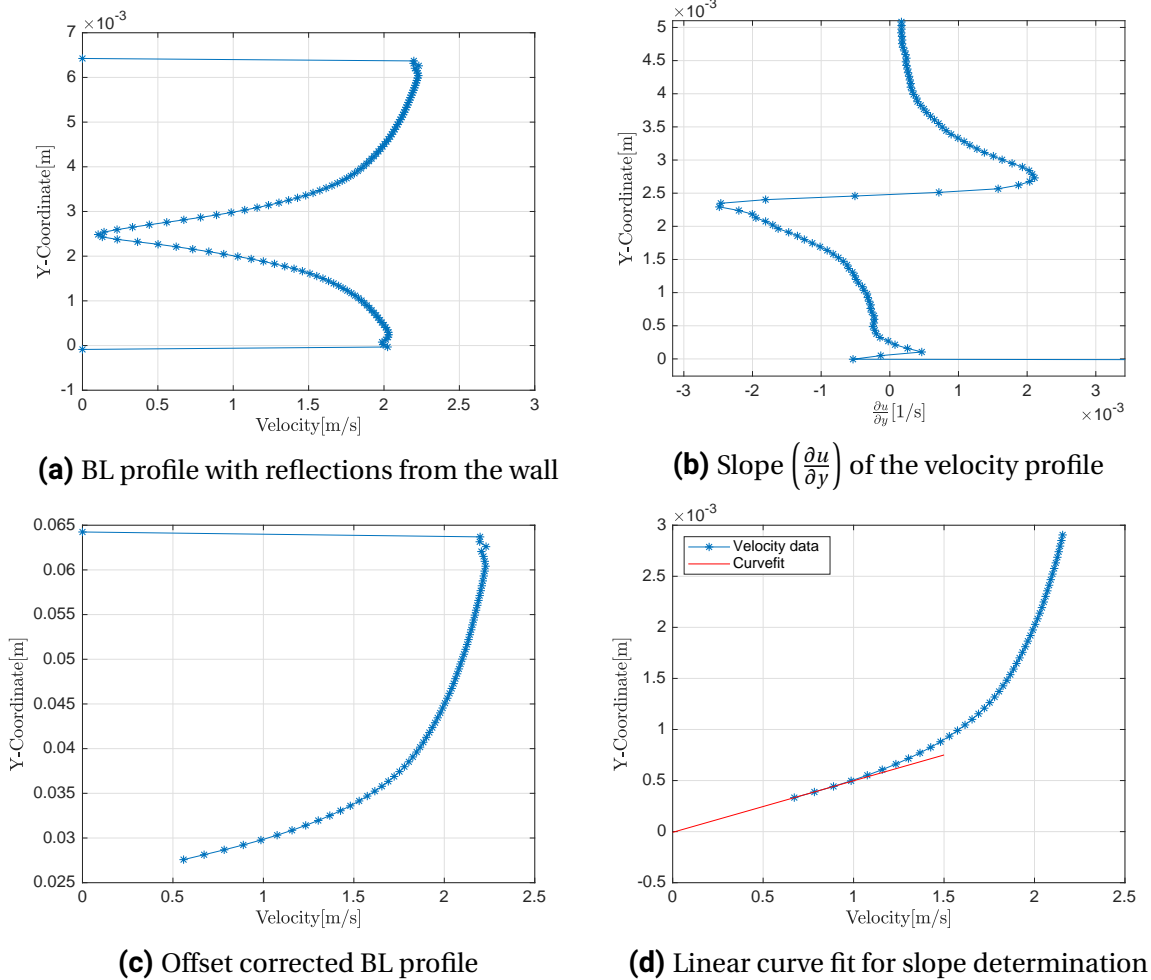 ×10⁻³
7
6
5
4
3
2
1
0
-1
Y-Coordinate[m]
0 0.5 1 1.5 2 2.5 3
Velocity[m/s]
(a) BL profile with reflections from the wall
×10⁻³
5
4.5
4
3.5
3
2.5
2
1.5
1
0.5
0
Y-Coordinate[m]
-3 -2 -1 0 1 2 3
∂u/∂y [1/s]
×10⁻³
(b) Slope (∂u/∂y) of the velocity profile
0.065
0.06
0.055
0.05
0.045
0.04
0.035
0.03
0.025
Y-Coordinate[m]
0 0.5 1 1.5 2 2.5
Velocity[m/s]
(c) Offset corrected BL profile
×10⁻³
3
2.5
2
1.5
1
0.5
0
-0.5
Y-Coordinate[m]
Velocity data
Curvefit
0 0.5 1 1.5 2 2.5
Velocity[m/s]
(d) Linear curve fit for slope determination